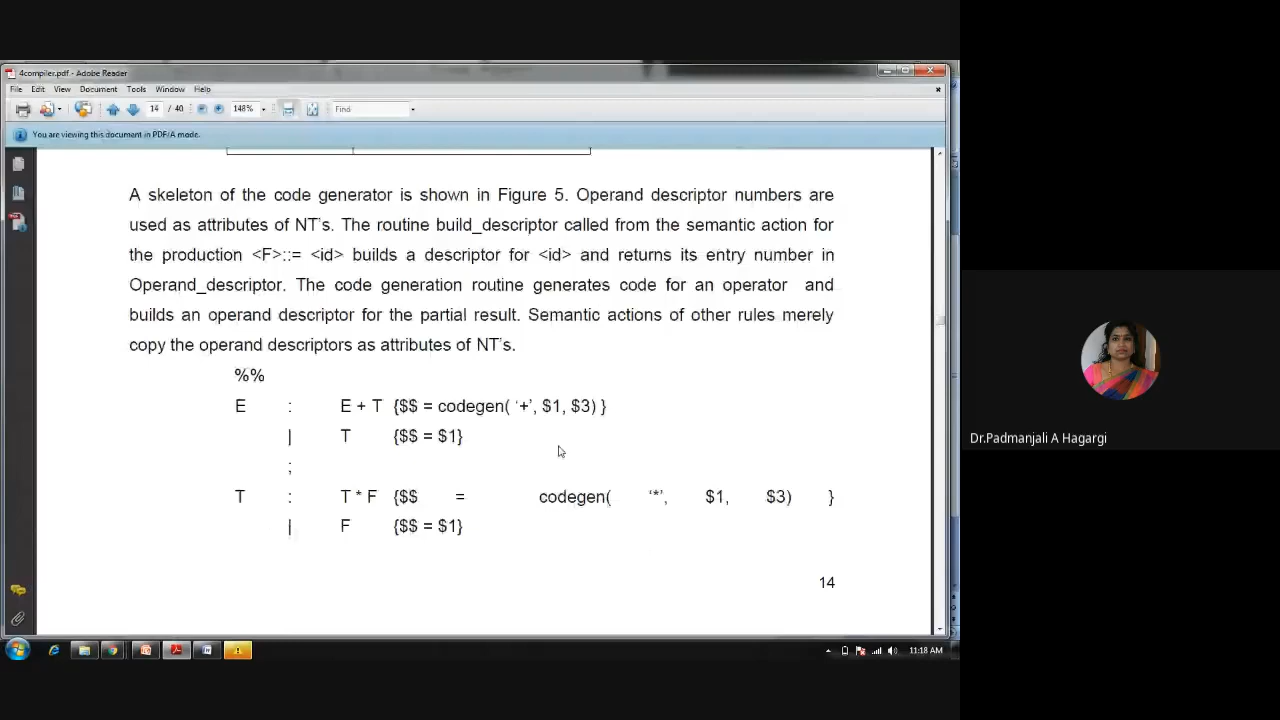 4compiler.pdf - Adobe Reader
File Edit View Document Tools Window Help
14 / 40 148% Find
You are viewing this document in PDF/A mode.
A skeleton of the code generator is shown in Figure 5. Operand descriptor numbers are
used as attributes of NT’s. The routine build_descriptor called from the semantic action for
the production <F>::= <id> builds a descriptor for <id> and returns its entry number in
Operand_descriptor. The code generation routine generates code for an operator and
builds an operand descriptor for the partial result. Semantic actions of other rules merely
copy the operand descriptors as attributes of NT’s.
%%
E : E + T {$$ = codegen( ‘+’, $1, $3) }
| T {$$ = $1}
;
T : T * F {$$ = codegen( ‘*’, $1, $3) }
| F {$$ = $1}
14
Dr.Padmanjali A Hagargi
11:18 AM